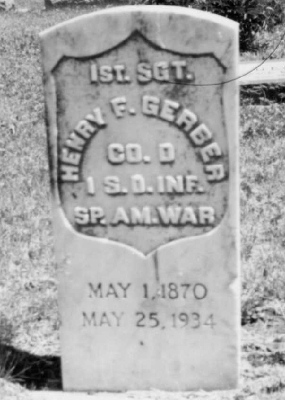 1ST. SGT.
HENRY F. GERBER
CO. D
1 S.D. INF.
SP. AM. WAR
MAY 1, 1870
MAY 25, 1934